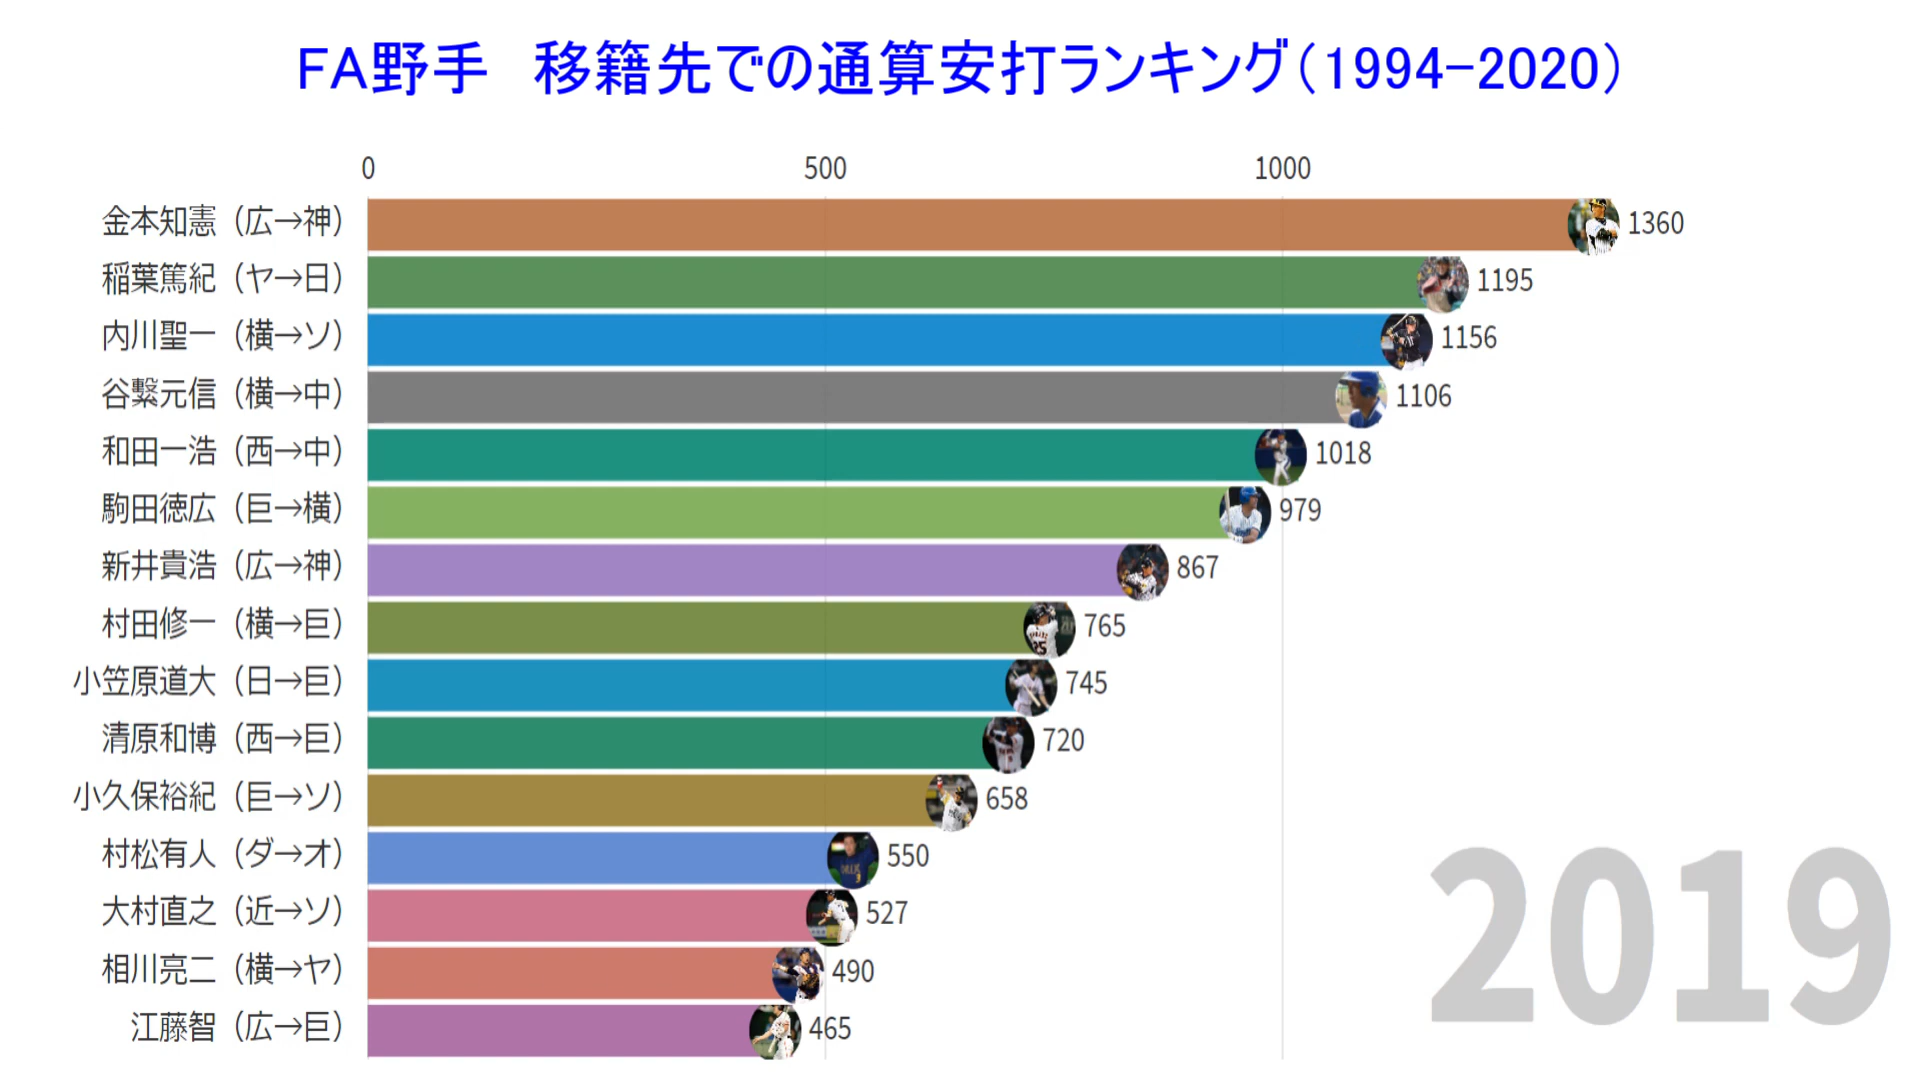 FA野手　移籍先での通算安打ランキング(1994-2020)
0 500 1000
金本知憲（広→神） 1360
稲葉篤紀（ヤ→日） 1195
内川聖一（横→ソ） 1156
谷繋元信（横→中） 1106
和田一浩（西→中） 1018
駒田徳広（巨→横） 979
新井貴浩（広→神） 867
村田修一（横→巨） 765
小笠原道大（日→巨） 745
清原和博（西→巨） 720
小久保裕紀（巨→ソ） 658
村松有人（ダ→オ） 550
大村直之（近→ソ） 527
相川亮二（横→ヤ） 490
江藤智（広→巨） 465
2019